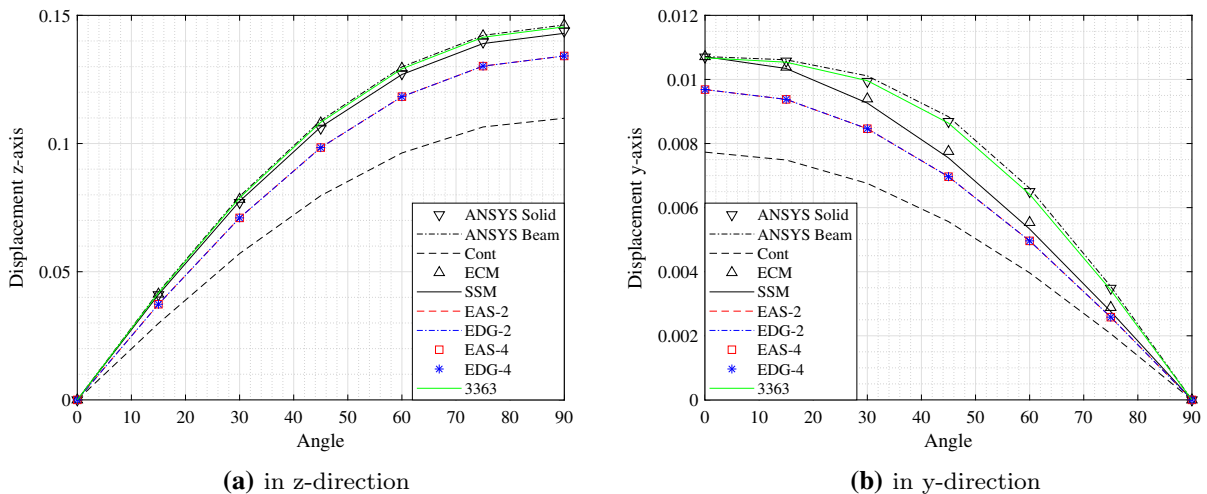 0.15
0.1
0.05
0
Displacement z-axis
0 10 20 30 40 50 60 70 80 90
Angle
ANSYS Solid
ANSYS Beam
Cont
ECM
SSM
EAS-2
EDG-2
EAS-4
EDG-4
3363
(a) in z-direction
0.012
0.01
0.008
0.006
0.004
0.002
0
Displacement y-axis
0 10 20 30 40 50 60 70 80 90
Angle
ANSYS Solid
ANSYS Beam
Cont
ECM
SSM
EAS-2
EDG-2
EAS-4
EDG-4
3363
(b) in y-direction